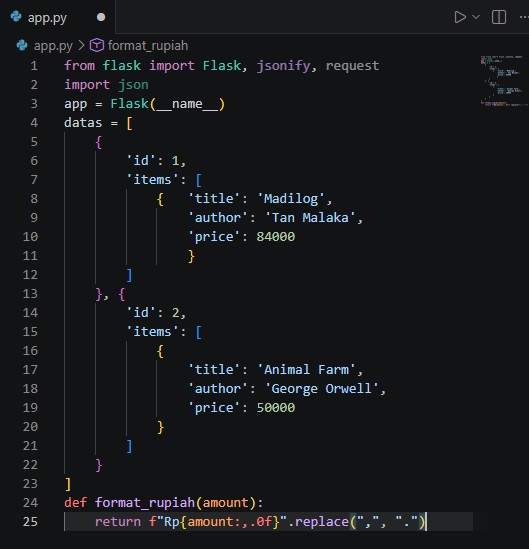 app.py
app.py > format_rupiah
1 from flask import Flask, jsonify, request
2 import json
3 app = Flask(__name__)
4 datas = [
5     {
6         'id': 1,
7         'items': [
8             {   'title': 'Madilog',
9                 'author': 'Tan Malaka',
10                 'price': 84000
11                 }
12         ]
13     }, {
14         'id': 2,
15         'items': [
16             {
17                 'title': 'Animal Farm',
18                 'author': 'George Orwell',
19                 'price': 50000
20             }
21         ]
22     }
23 ]
24 def format_rupiah(amount):
25     return f"Rp{amount:,.0f}".replace(",", ".")